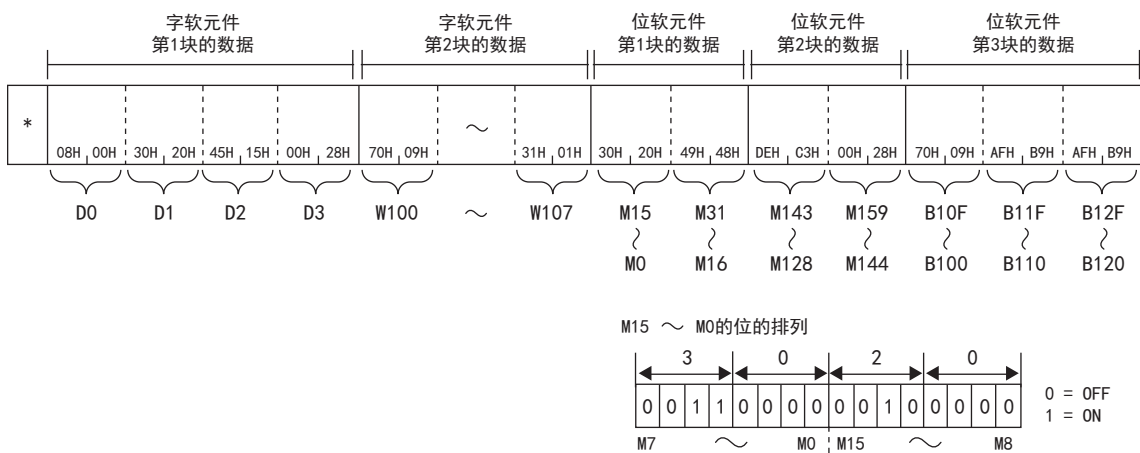 字软元件 字软元件 位软元件 位软元件 位软元件
第1块的数据 第2块的数据 第1块的数据 第2块的数据 第3块的数据
* 08H 00H 30H 20H 45H 15H 00H 28H 70H 09H ～ 31H 01H 30H 20H 49H 48H DEH C3H 00H 28H 70H 09H AFH B9H AFH B9H
D0 D1 D2 D3 W100 ～ W107 M15 M31 M143 M159 B10F B11F B12F
～ ～ ～ ～ ～ ～ ～
M0 M16 M128 M144 B100 B110 B120
M15 ～ M0的位的排列
3 0 2 0
0 0 1 1 0 0 0 0 0 0 1 0 0 0 0 0
0 = OFF
1 = ON
M7 ～ M0 M15 ～ M8